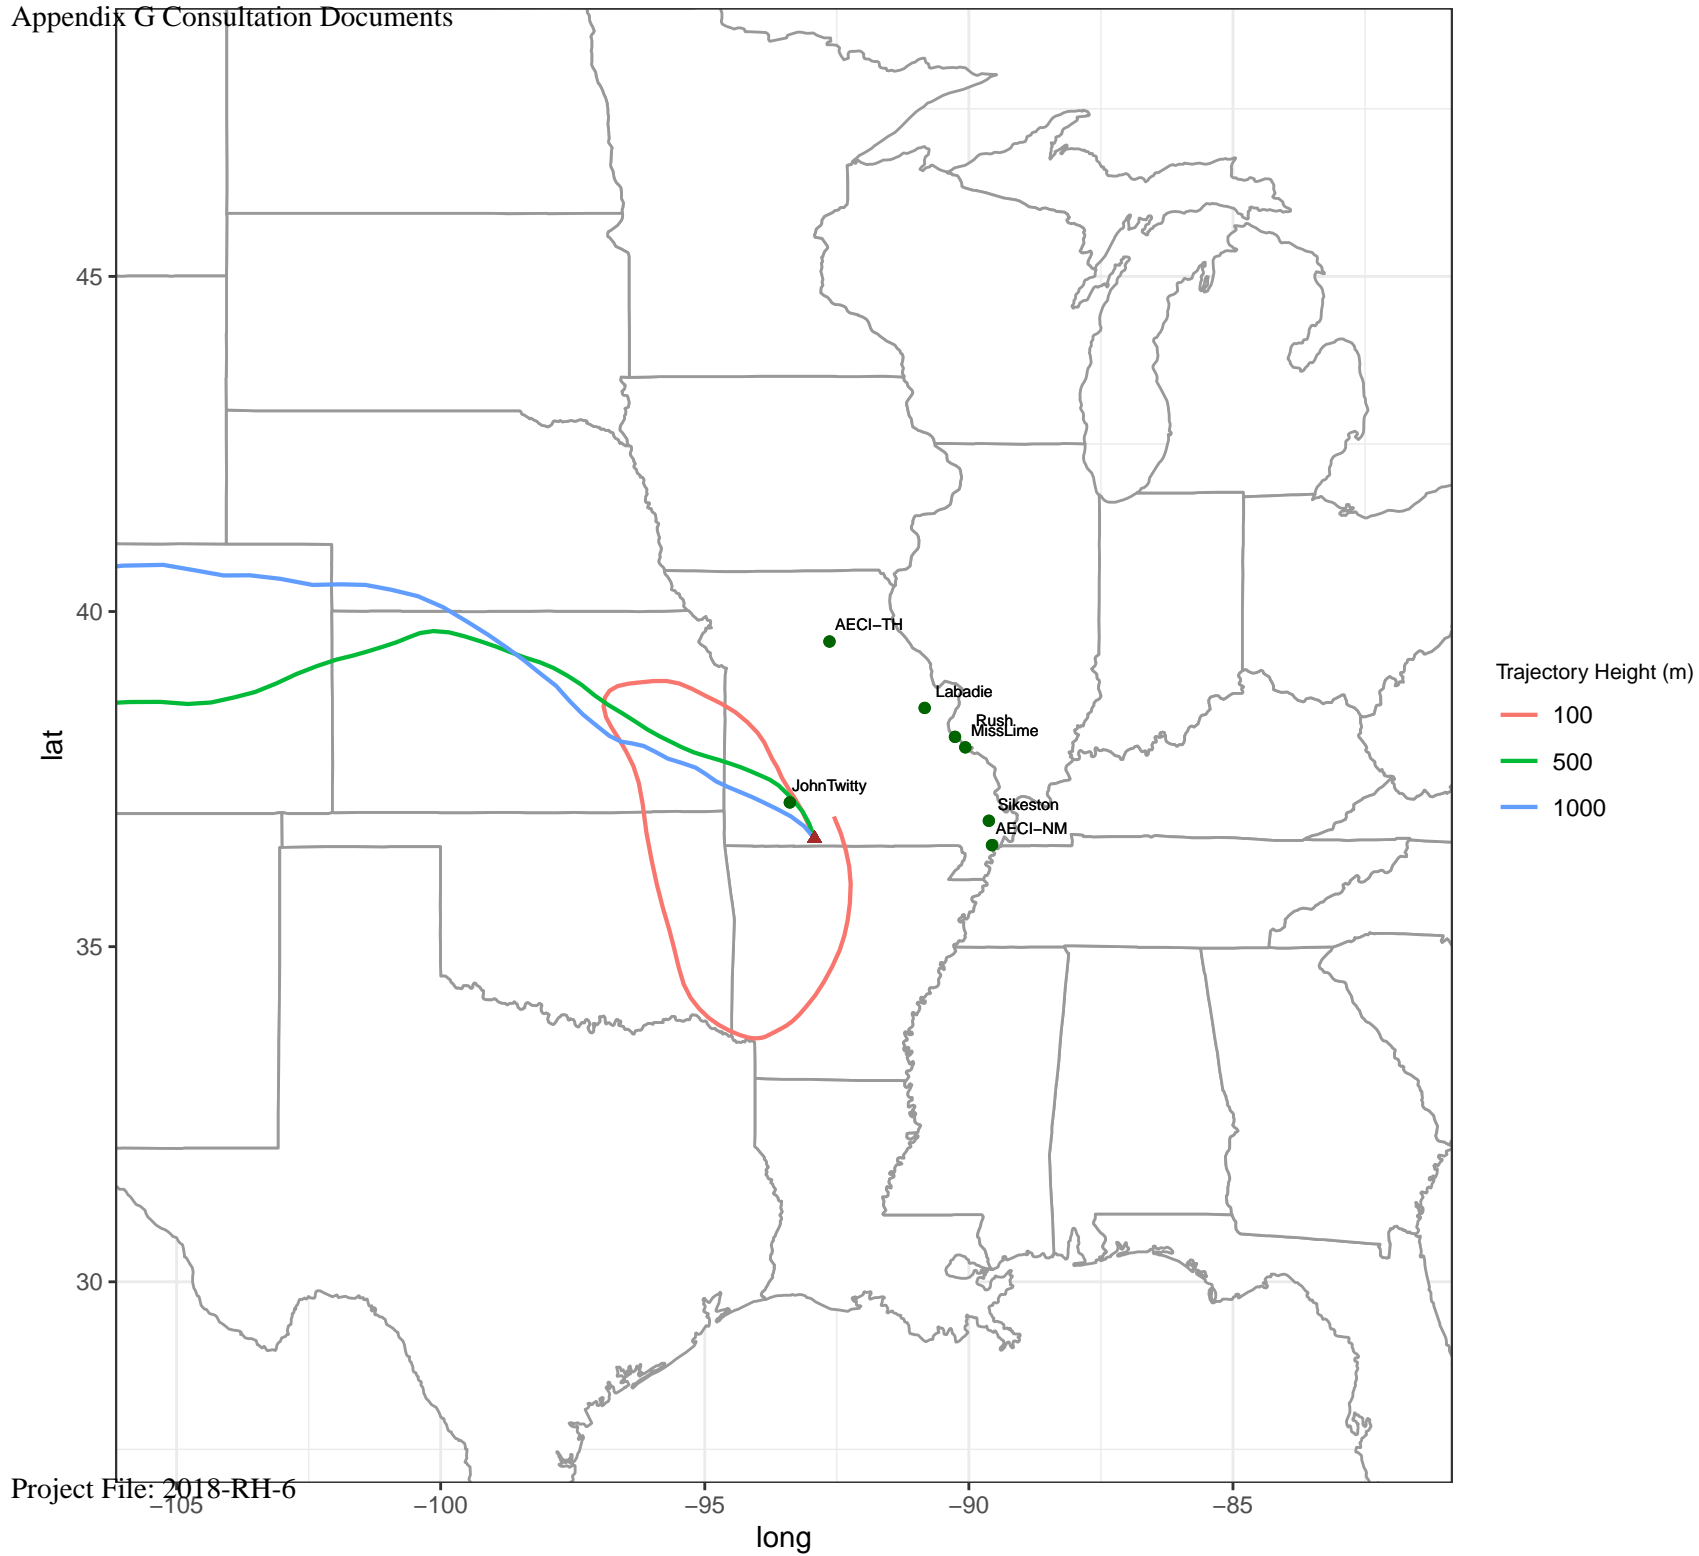 Appendix G Consultation Documents
45
40
35
30
lat
AECI−TH
Labadie
Rush
MissLime
JohnTwitty
Sikeston
AECI−NM
Trajectory Height (m)
100
500
1000
Project File: 2018-RH-6
−105
−100
−95
−90
−85
long